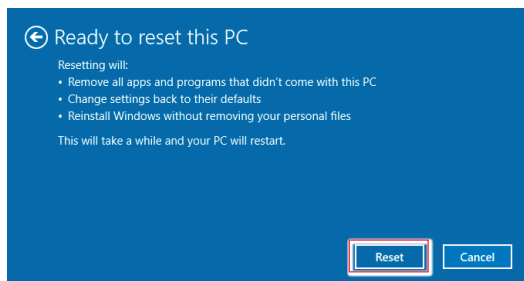 Ready to reset this PC
Resetting will:
• Remove all apps and programs that didn't come with this PC
• Change settings back to their defaults
• Reinstall Windows without removing your personal files
This will take a while and your PC will restart.
Reset Cancel